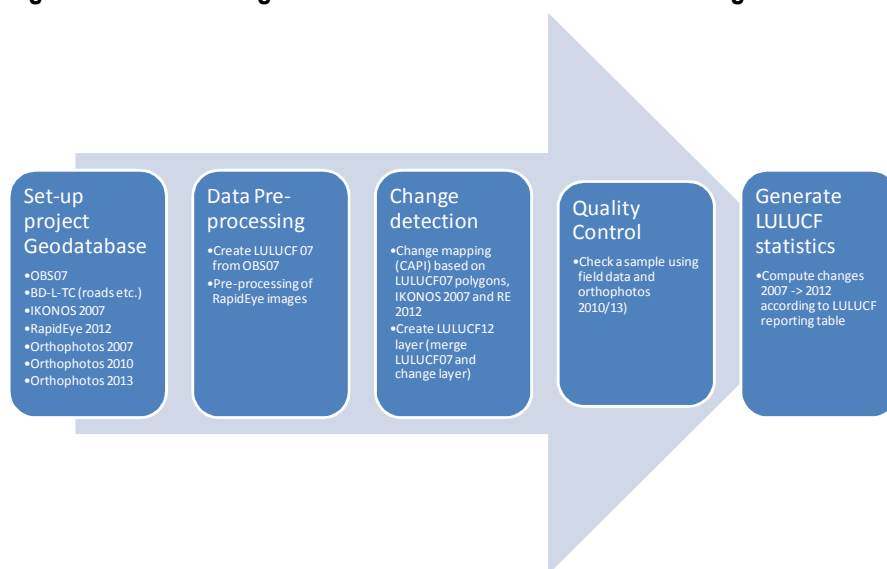 Set-up
project
Geodatabase
•OBS07
•BD-L-TC (roads etc.)
•IKONOS 2007
•RapidEye 2012
•Orthophotos 2007
•Orthophotos 2010
•Orthophotos 2013
Data Pre-
processing
•Create LULUCF 07
from OBS07
•Pre-processing of
RapidEye images
Change
detection
•Change mapping
(CAPI) based on
LULUCF07 polygons,
IKONOS 2007 and RE
2012
•Create LULUCF12
layer (merge
LULUCF07 and
change layer)
Quality
Control
•Check a sample using
field data and
orthophotos
2010/13)
Generate
LULUCF
statistics
•Compute changes
2007 -> 2012
according to LULUCF
reporting table